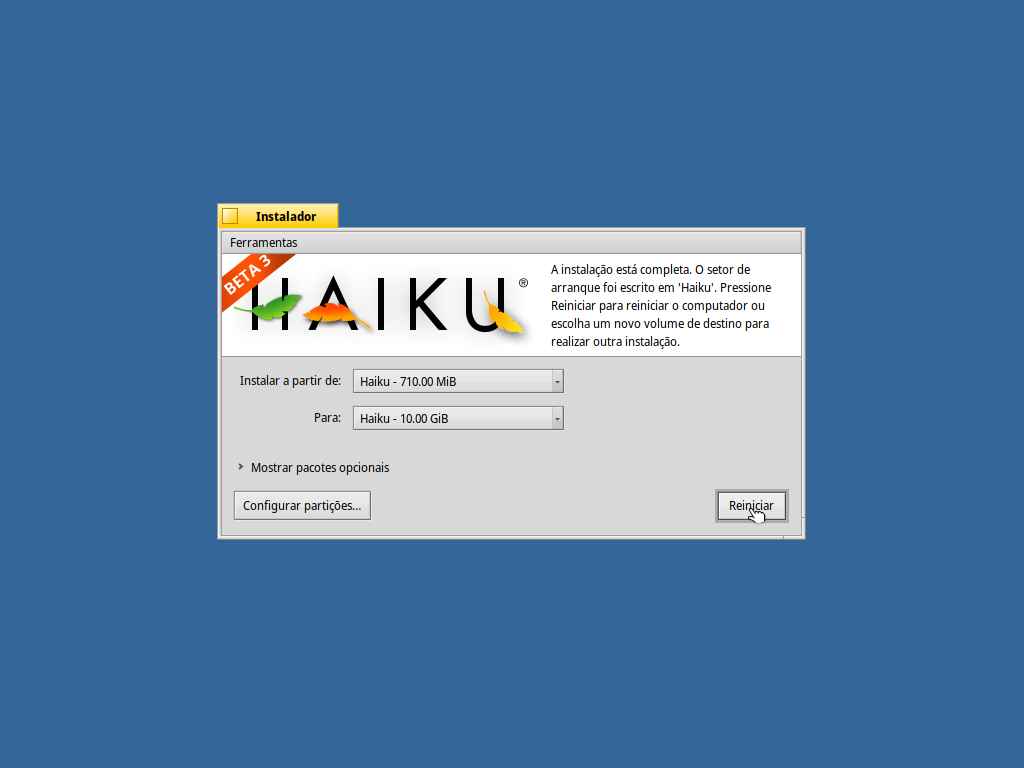 Instalador
Ferramentas
BETA 3
HAIKU®
A instalação está completa. O setor de
arranque foi escrito em 'Haiku'. Pressione
Reiniciar para reiniciar o computador ou
escolha um novo volume de destino para
realizar outra instalação.
Instalar a partir de: Haiku - 710.00 MiB
Para: Haiku - 10.00 GiB
Mostrar pacotes opcionais
Configurar partições... Reiniciar